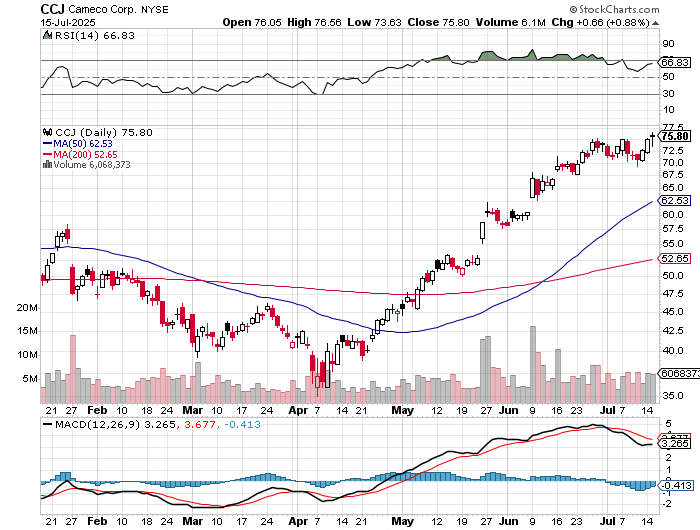 CCJ Cameco Corp. NYSE © StockCharts.com
15-Jul-2025 Open 76.05 High 76.56 Low 73.63 Close 75.80 Volume 6.1M Chg +0.66 (+0.88%)
RSI(14) 66.83
90
70
66.83
50
30
10
CCJ (Daily) 75.80
MA(50) 62.53
MA(200) 52.65
Volume 6,068,373
77.5
75.80
72.5
70.0
67.5
65.0
62.53
60.0
57.5
55.0
52.65
50.0
47.5
45.0
42.5
40.0
35.0
20M
15M
10M
5M
6068373
21 27 Feb 10 18 24 Mar 10 17 24 Apr 7 14 21 May 12 19 27 Jun 9 16 23 Jul 7 14
MACD(12,26,9) 3.265, 3.677, -0.413
5
4
3.677
3.265
2
1
-0.413
-1
-2
21 27 Feb 10 18 24 Mar 10 17 24 Apr 7 14 21 May 12 19 27 Jun 9 16 23 Jul 7 14